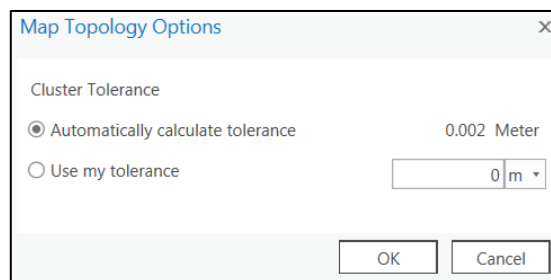 Map Topology Options
Cluster Tolerance
Automatically calculate tolerance 0.002 Meter
Use my tolerance 0 m
OK Cancel